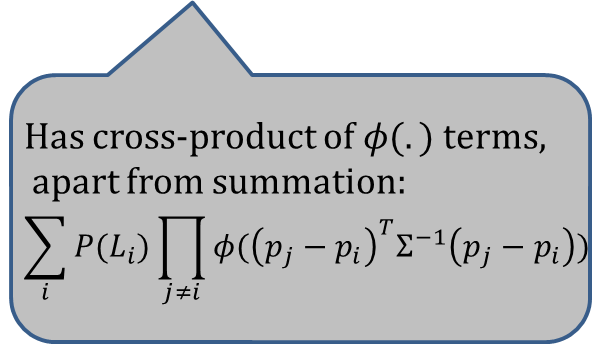 Has cross-product of ϕ(.) terms,
apart from summation:
∑_i P(L_i) ∏_{j≠i} ϕ((p_j − p_i)^T Σ^{−1}(p_j − p_i))